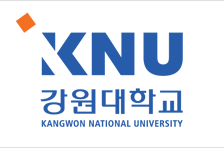 KNU
강원대학교
KANGWON NATIONAL UNIVERSITY